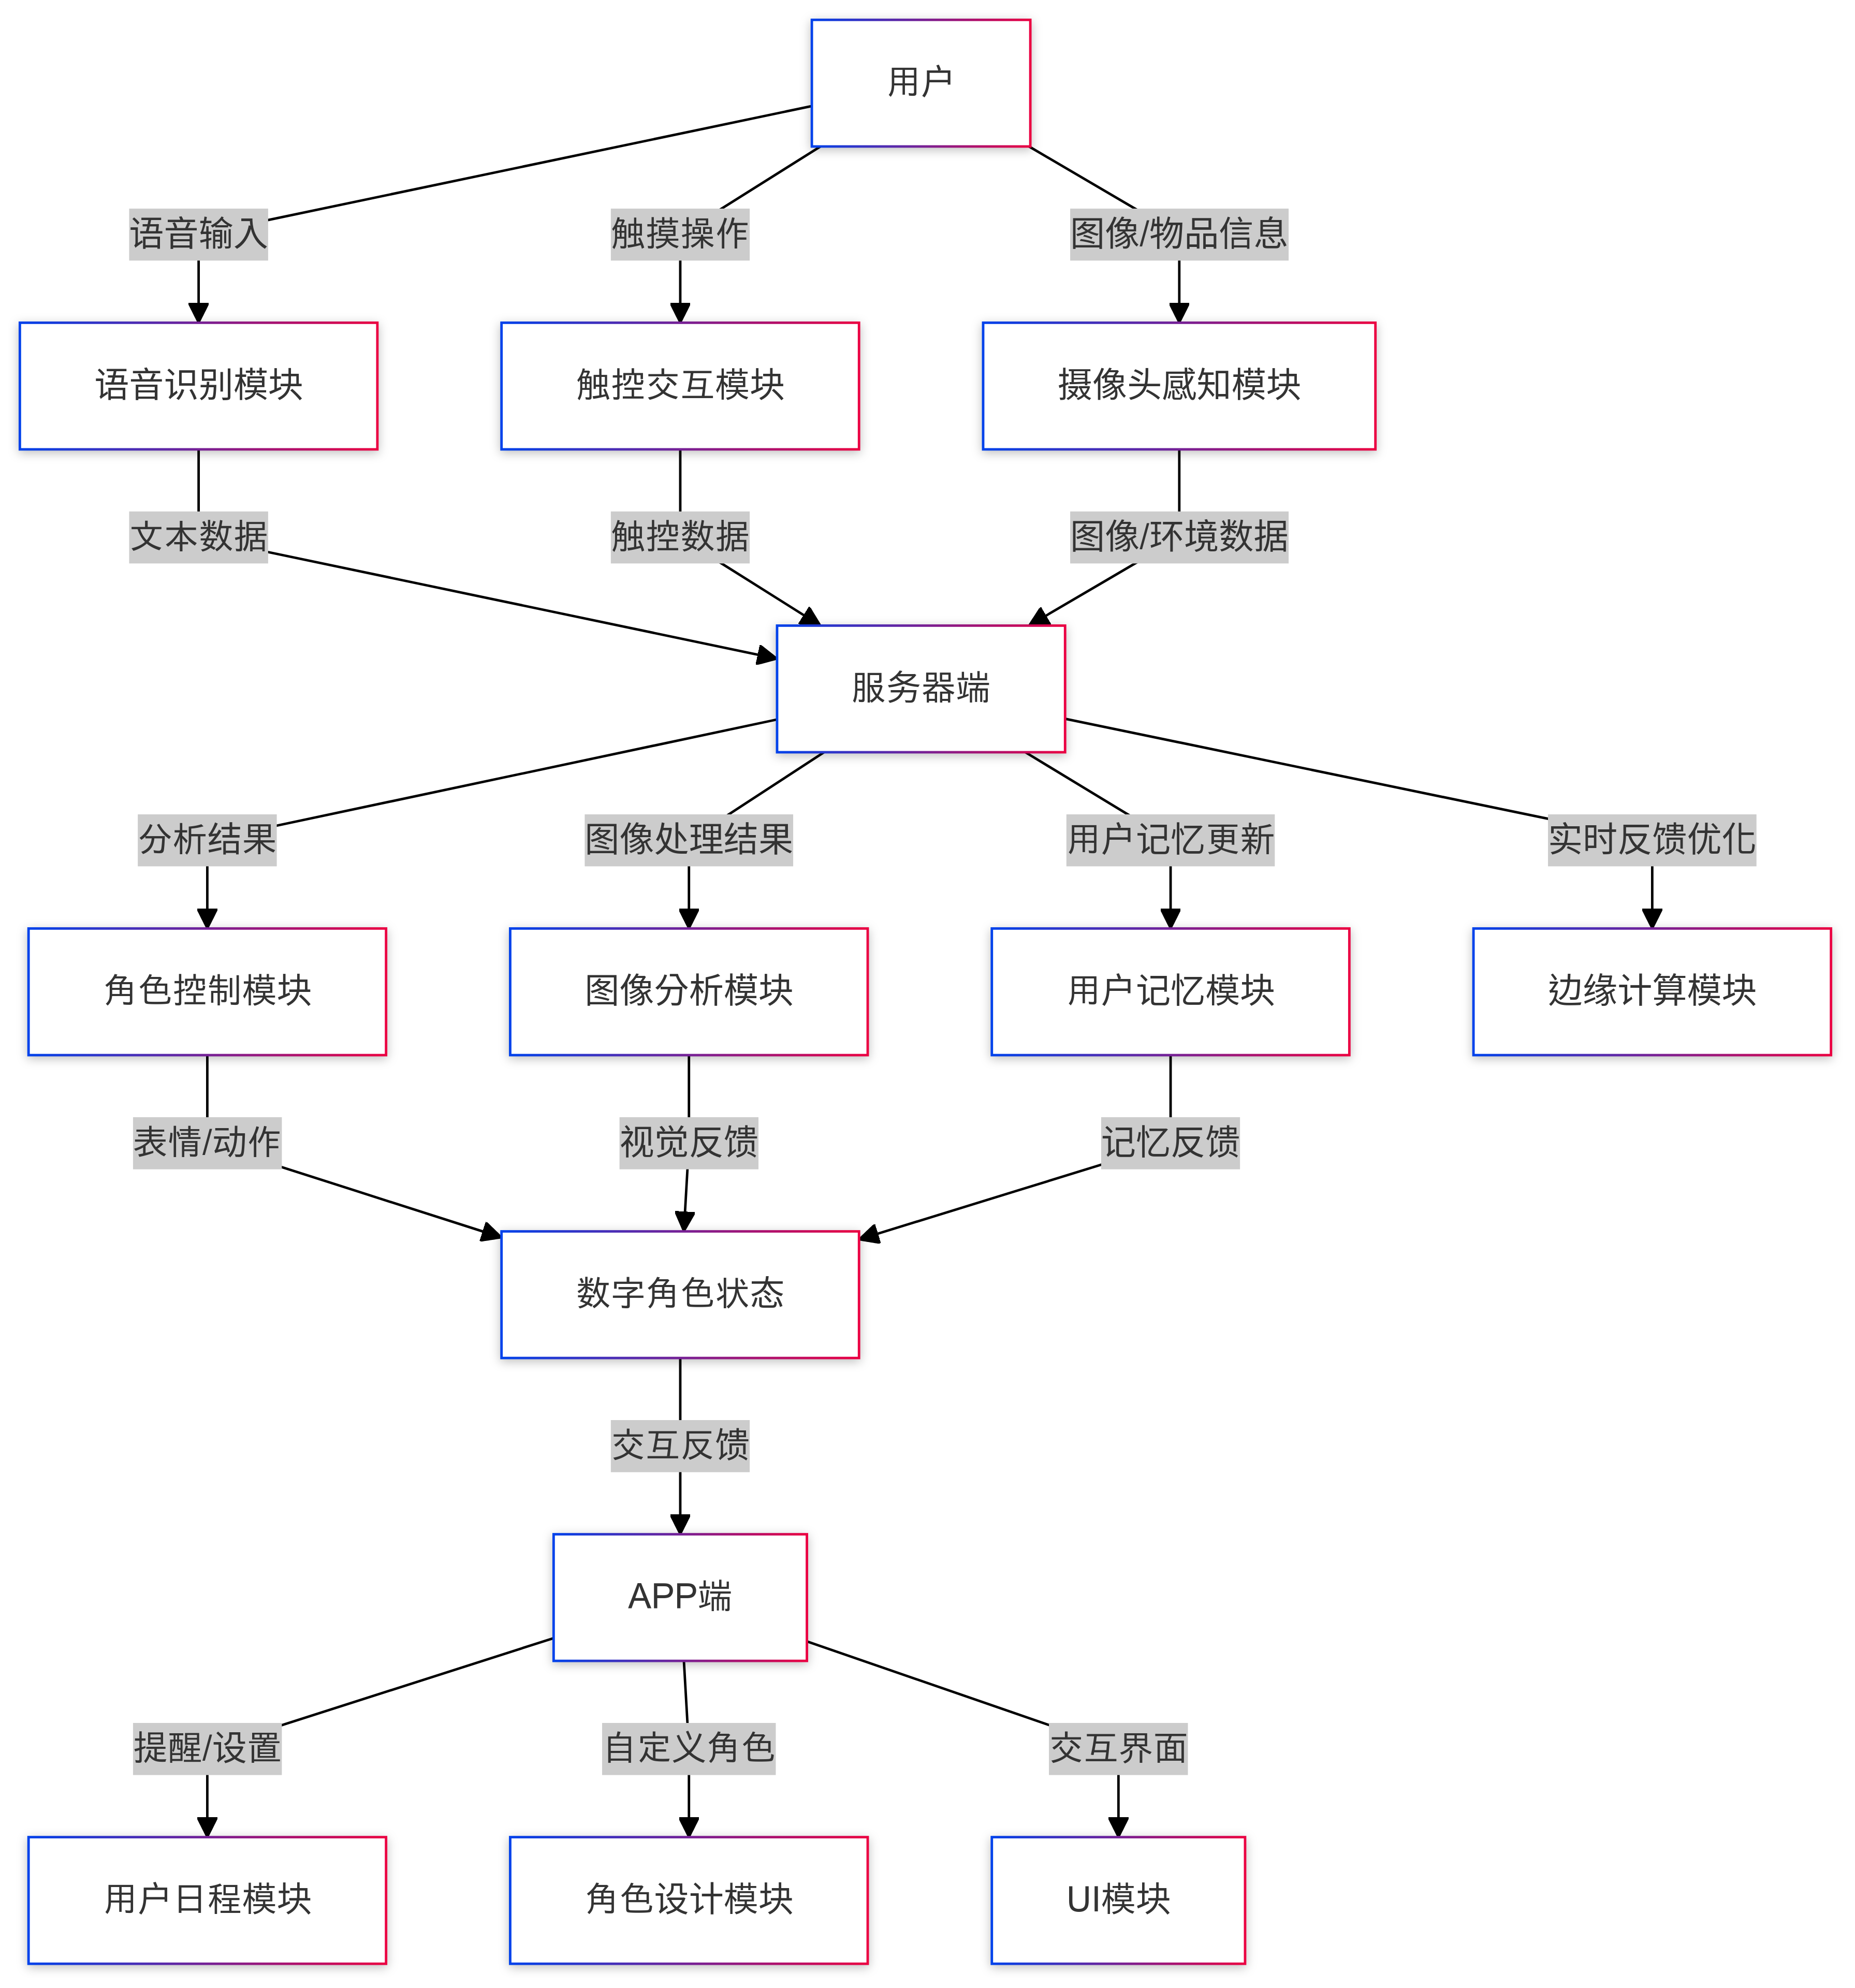 用户
语音输入
触摸操作
图像/物品信息
语音识别模块
触控交互模块
摄像头感知模块
文本数据
触控数据
图像/环境数据
服务器端
分析结果
图像处理结果
用户记忆更新
实时反馈优化
角色控制模块
图像分析模块
用户记忆模块
边缘计算模块
表情/动作
视觉反馈
记忆反馈
数字角色状态
交互反馈
APP端
提醒/设置
自定义角色
交互界面
用户日程模块
角色设计模块
UI模块